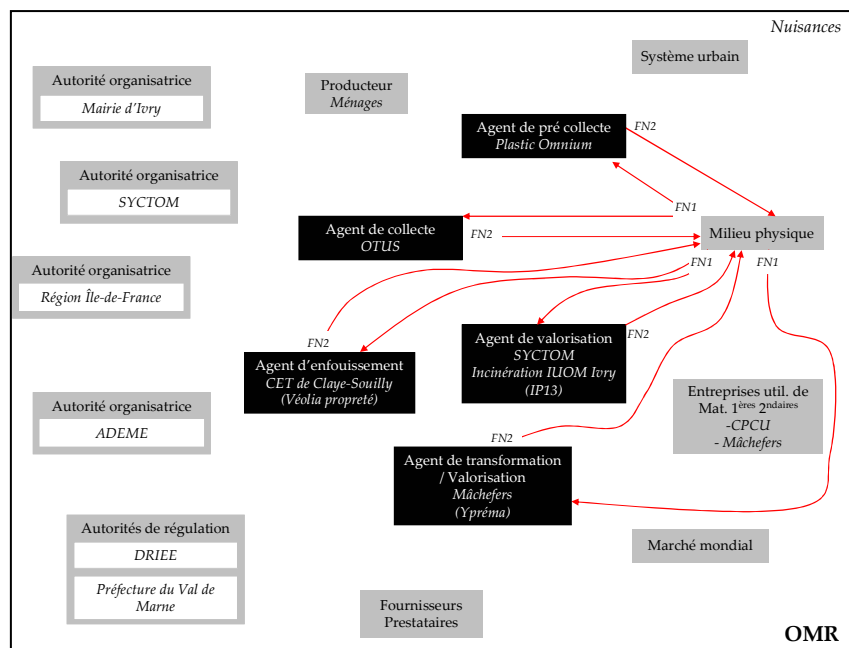 Nuisances
Système urbain
Autorité organisatrice
Mairie d'Ivry
Producteur
Ménages
Agent de pré collecte
Plastic Omnium
FN2
Autorité organisatrice
SYCTOM
FN1
Agent de collecte
OTUS
FN2
Milieu physique
Autorité organisatrice
Région Île-de-France
FN1
FN1
FN2
Agent d'enfouissement
CET de Claye-Souilly
(Véolia propreté)
Agent de valorisation
SYCTOM
Incinération IUOM Ivry
(IP13)
FN2
Autorité organisatrice
ADEME
Entreprises util. de
Mat. 1ères 2ndaires
-CPCU
- Mâchefers
FN2
Agent de transformation
/ Valorisation
Mâchefers
(Ypréma)
Autorités de régulation
DRIEE
Préfecture du Val de
Marne
Marché mondial
Fournisseurs
Prestataires
OMR